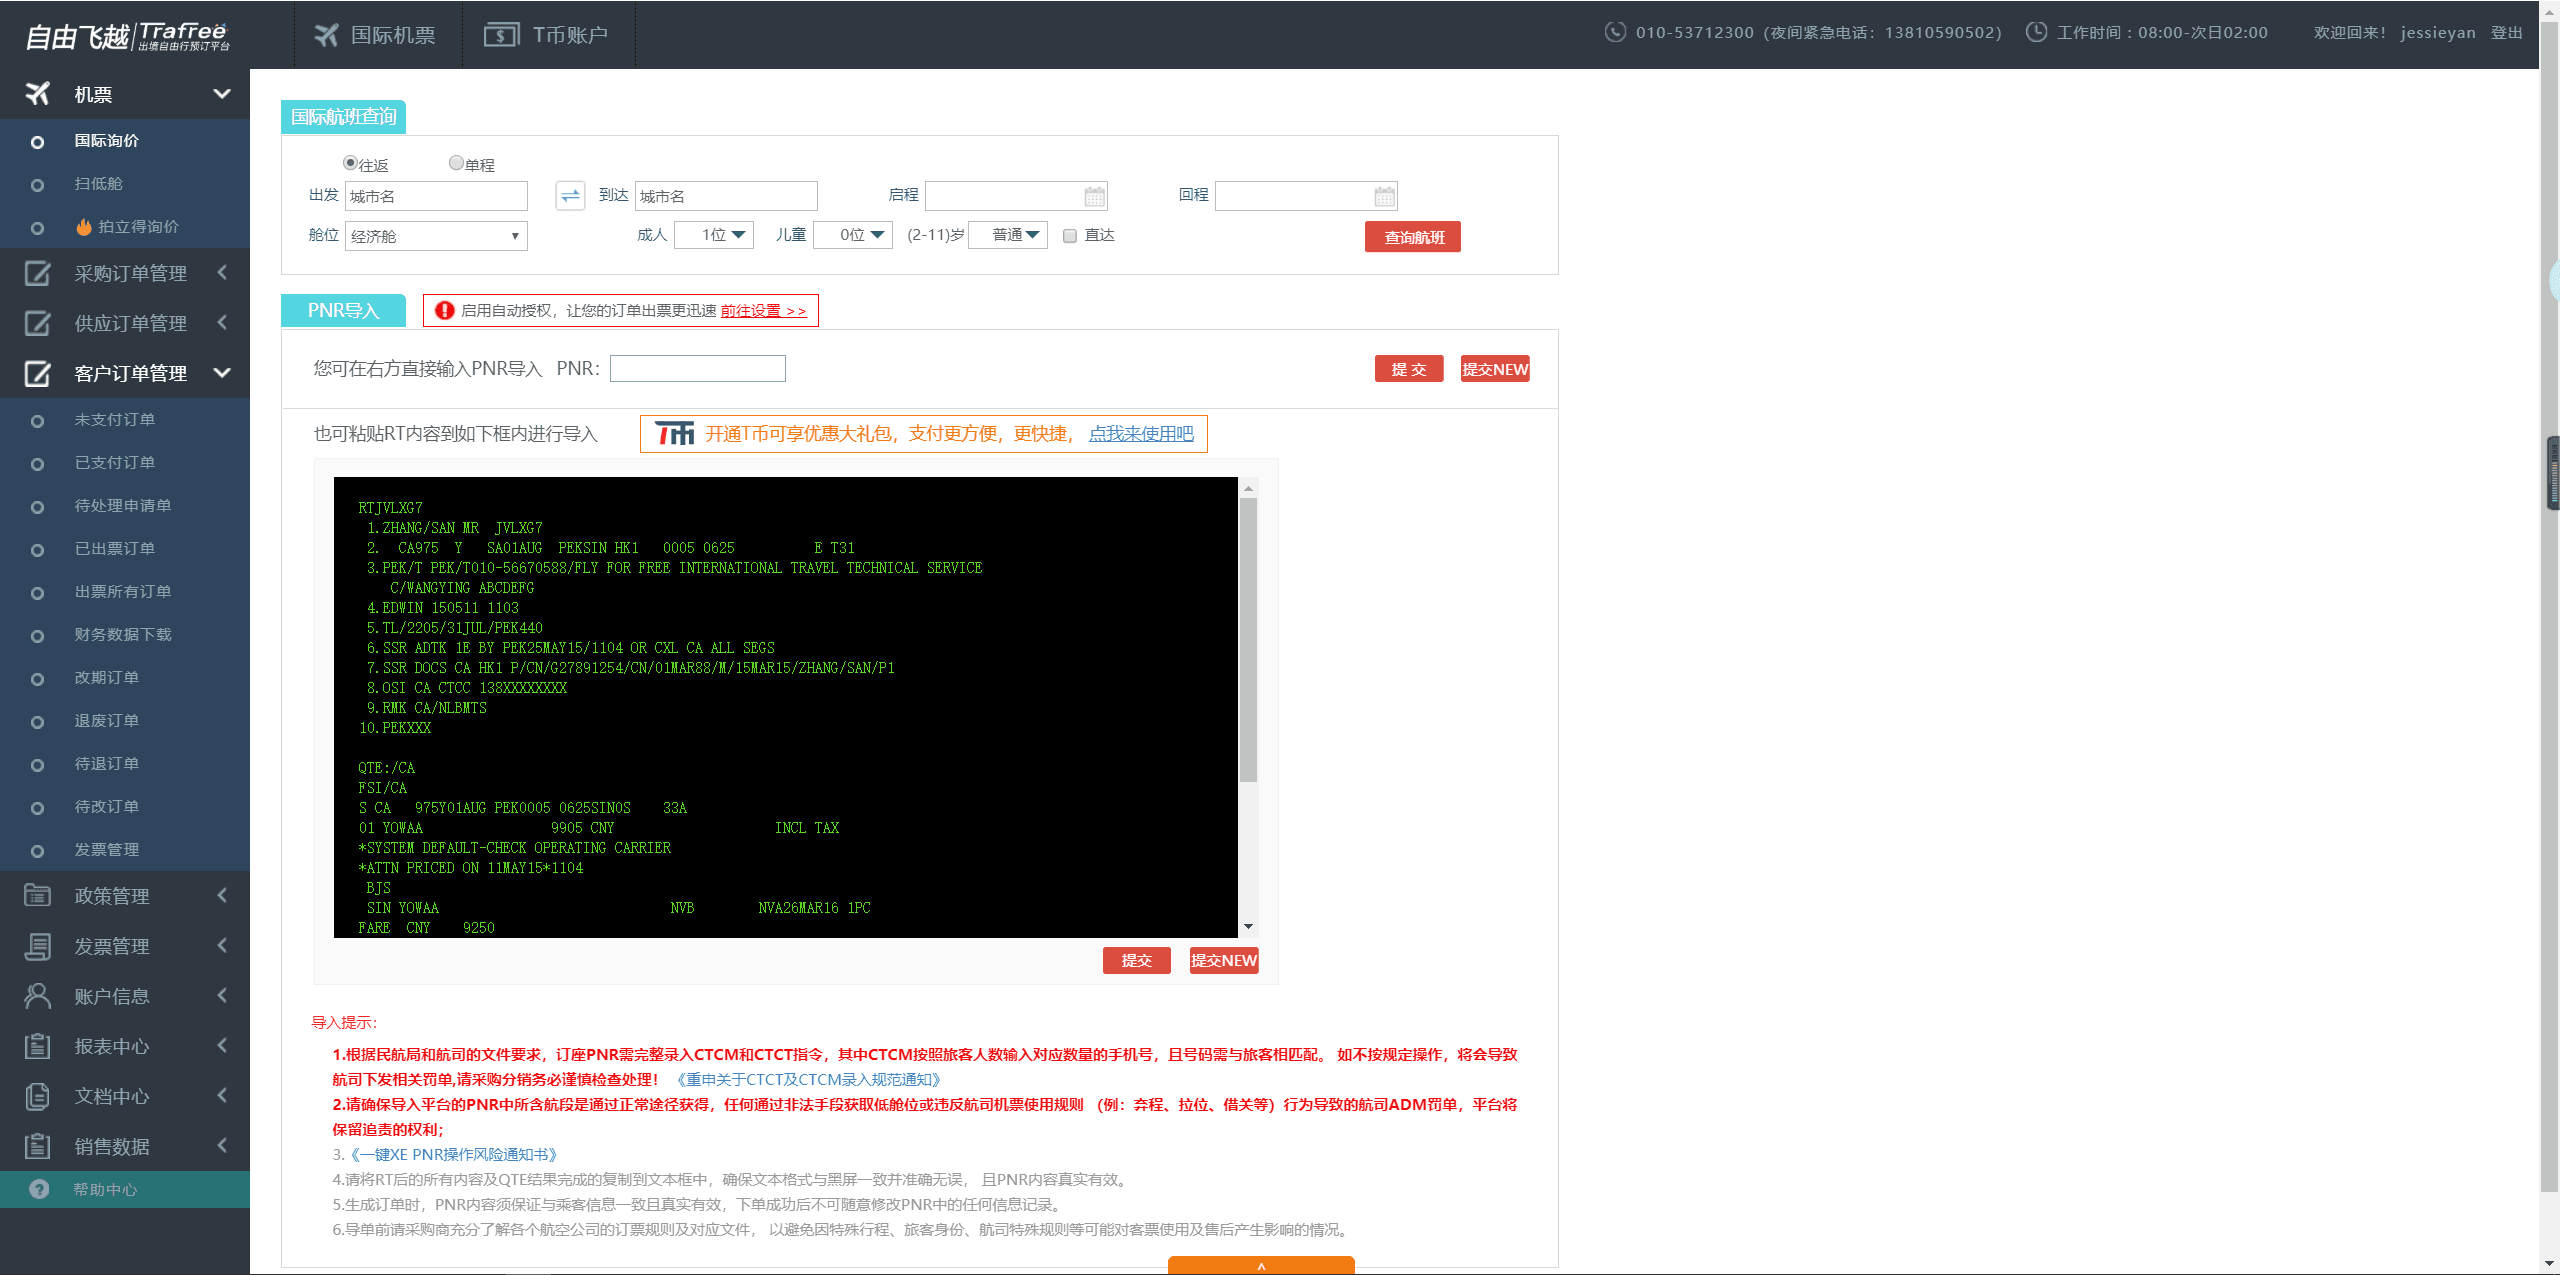 自由飞越 Trafree 出境自由行预订平台
国际机票
T币账户
010-53712300（夜间紧急电话：13810590502）
工作时间：08:00-次日02:00
欢迎回来！ jessieyan 登出
机票
国际询价
扫低舱
拍立得询价
采购订单管理
供应订单管理
客户订单管理
未支付订单
已支付订单
待处理申请单
已出票订单
出票所有订单
财务数据下载
改期订单
退废订单
待退订单
待改订单
发票管理
政策管理
发票管理
账户信息
报表中心
文档中心
销售数据
帮助中心
国际航班查询
往返 单程
出发 城市名 到达 城市名 启程 回程
舱位 经济舱 成人 1位 儿童 0位 (2-11)岁 普通 直达 查询航班
PNR导入 启用自动授权，让您的订单出票更迅速 前往设置 >>
您可在右方直接输入PNR导入 PNR： 提 交 提交NEW
也可粘贴RT内容到如下框内进行导入 T币 开通T币可享优惠大礼包，支付更方便，更快捷， 点我来使用吧
RTJVLXG7
1.ZHANG/SAN MR  JVLXG7
2.  CA975  Y   SA01AUG  PEKSIN HK1   0005 0625          E T31
3.PEK/T PEK/T010-56670588/FLY FOR FREE INTERNATIONAL TRAVEL TECHNICAL SERVICE
C/WANGYING ABCDEFG
4.EDWIN 150511 1103
5.TL/2205/31JUL/PEK440
6.SSR ADTK 1E BY PEK25MAY15/1104 OR CXL CA ALL SEGS
7.SSR DOCS CA HK1 P/CN/G27891254/CN/01MAR88/M/15MAR15/ZHANG/SAN/P1
8.OSI CA CTCC 138XXXXXXXX
9.RMK CA/NLBMTS
10.PEKXXX
QTE:/CA
FSI/CA
S CA   975Y01AUG PEK0005 0625SIN0S    33A
01 YOWAA                9905 CNY                    INCL TAX
*SYSTEM DEFAULT-CHECK OPERATING CARRIER
*ATTN PRICED ON 11MAY15*1104
BJS
SIN YOWAA                             NVB        NVA26MAR16 1PC
FARE  CNY    9250
提交 提交NEW
导入提示：
1.根据民航局和航司的文件要求，订座PNR需完整录入CTCM和CTCT指令，其中CTCM按照旅客人数输入对应数量的手机号，且号码需与旅客相匹配。 如不按规定操作，将会导致
航司下发相关罚单,请采购分销务必谨慎检查处理！ 《重申关于CTCT及CTCM录入规范通知》
2.请确保导入平台的PNR中所含航段是通过正常途径获得，任何通过非法手段获取低舱位或违反航司机票使用规则 （例：弃程、拉位、借关等）行为导致的航司ADM罚单，平台将
保留追责的权利；
3.《一键XE PNR操作风险通知书》
4.请将RT后的所有内容及QTE结果完成的复制到文本框中，确保文本格式与黑屏一致并准确无误， 且PNR内容真实有效。
5.生成订单时，PNR内容须保证与乘客信息一致且真实有效，下单成功后不可随意修改PNR中的任何信息记录。
6.导单前请采购商充分了解各个航空公司的订票规则及对应文件， 以避免因特殊行程、旅客身份、航司特殊规则等可能对客票使用及售后产生影响的情况。